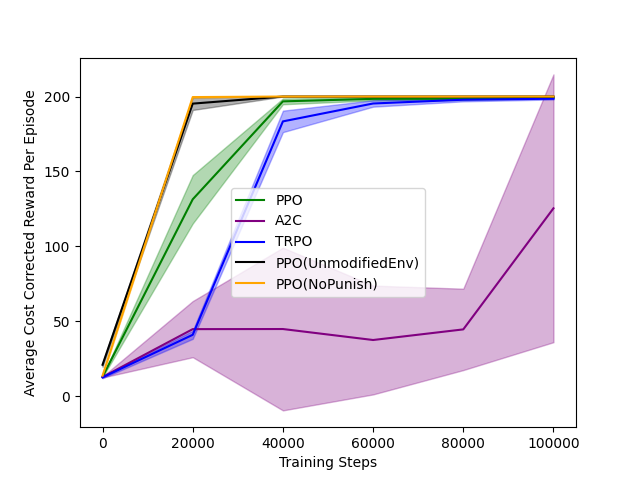 Average Cost Corrected Reward Per Episode
200
150
100
50
0
PPO
A2C
TRPO
PPO(UnmodifiedEnv)
PPO(NoPunish)
0 20000 40000 60000 80000 100000
Training Steps